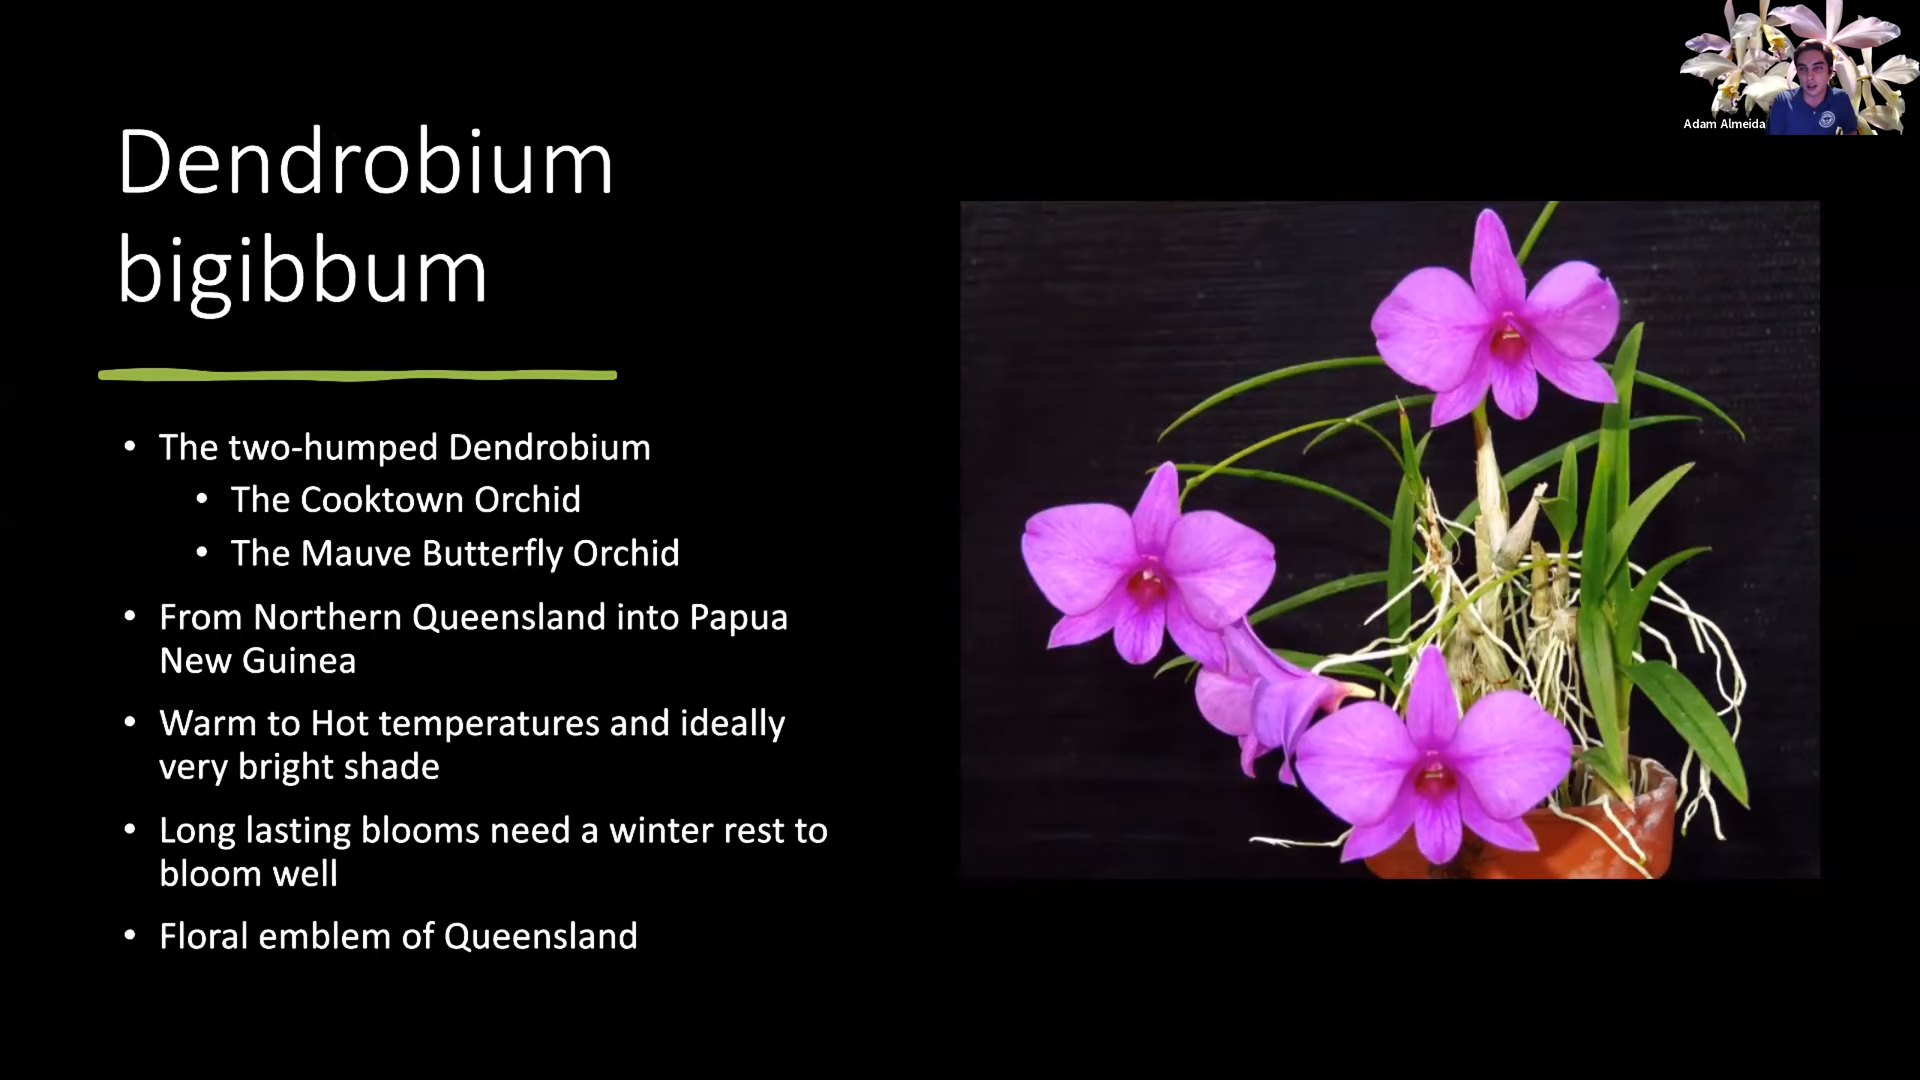 Adam Almeida
Dendrobium
bigibbum
• The two-humped Dendrobium
• The Cooktown Orchid
• The Mauve Butterfly Orchid
• From Northern Queensland into Papua
New Guinea
• Warm to Hot temperatures and ideally
very bright shade
• Long lasting blooms need a winter rest to
bloom well
• Floral emblem of Queensland